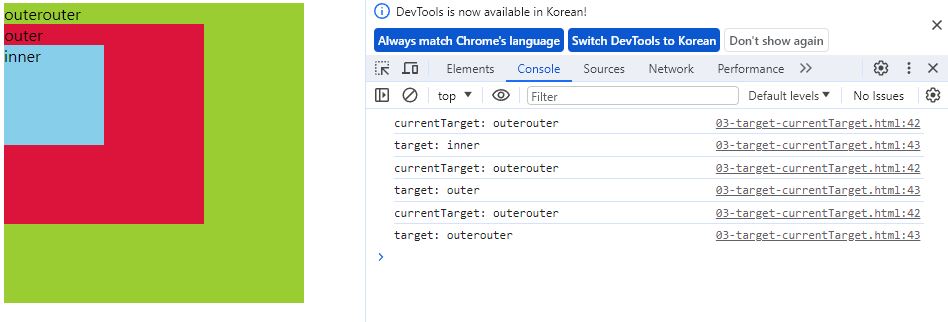 outerouter
outer
inner
DevTools is now available in Korean!
Always match Chrome's language Switch DevTools to Korean Don't show again
Elements Console Sources Network Performance
top Filter Default levels No Issues
currentTarget: outerouter 03-target-currentTarget.html:42
target: inner 03-target-currentTarget.html:43
currentTarget: outerouter 03-target-currentTarget.html:42
target: outer 03-target-currentTarget.html:43
currentTarget: outerouter 03-target-currentTarget.html:42
target: outerouter 03-target-currentTarget.html:43